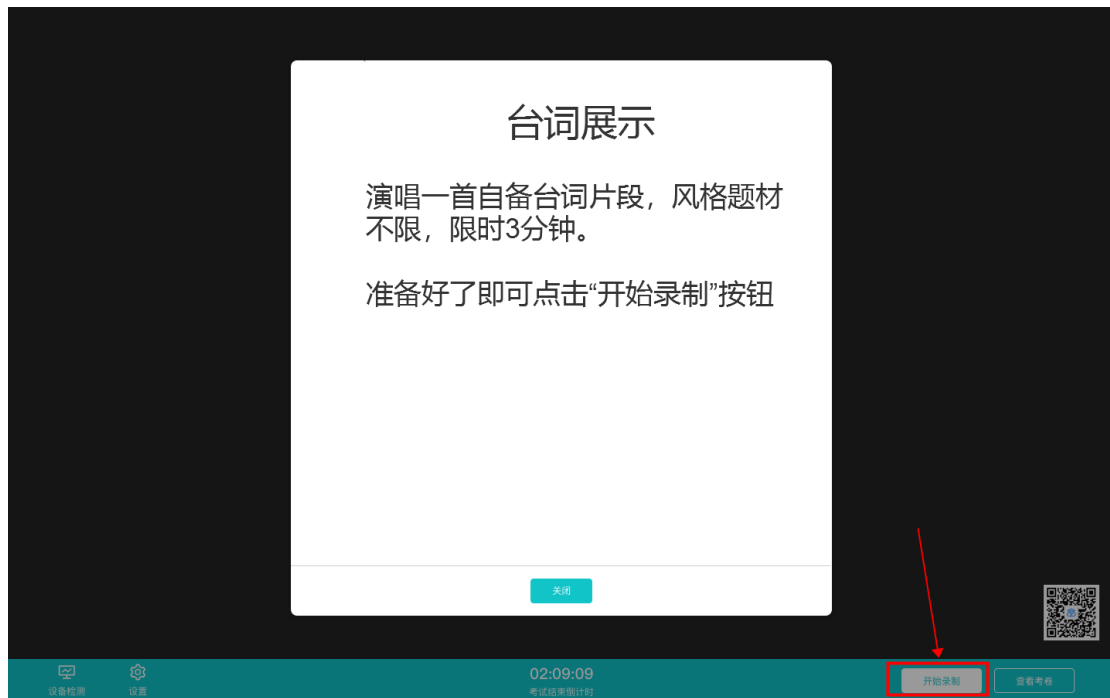 台词展示
演唱一首自备台词片段，风格题材
不限，限时3分钟。
准备好了即可点击“开始录制”按钮
关闭
02:09:09
设备检测
设置
考试结束倒计时
开始录制
查看考卷